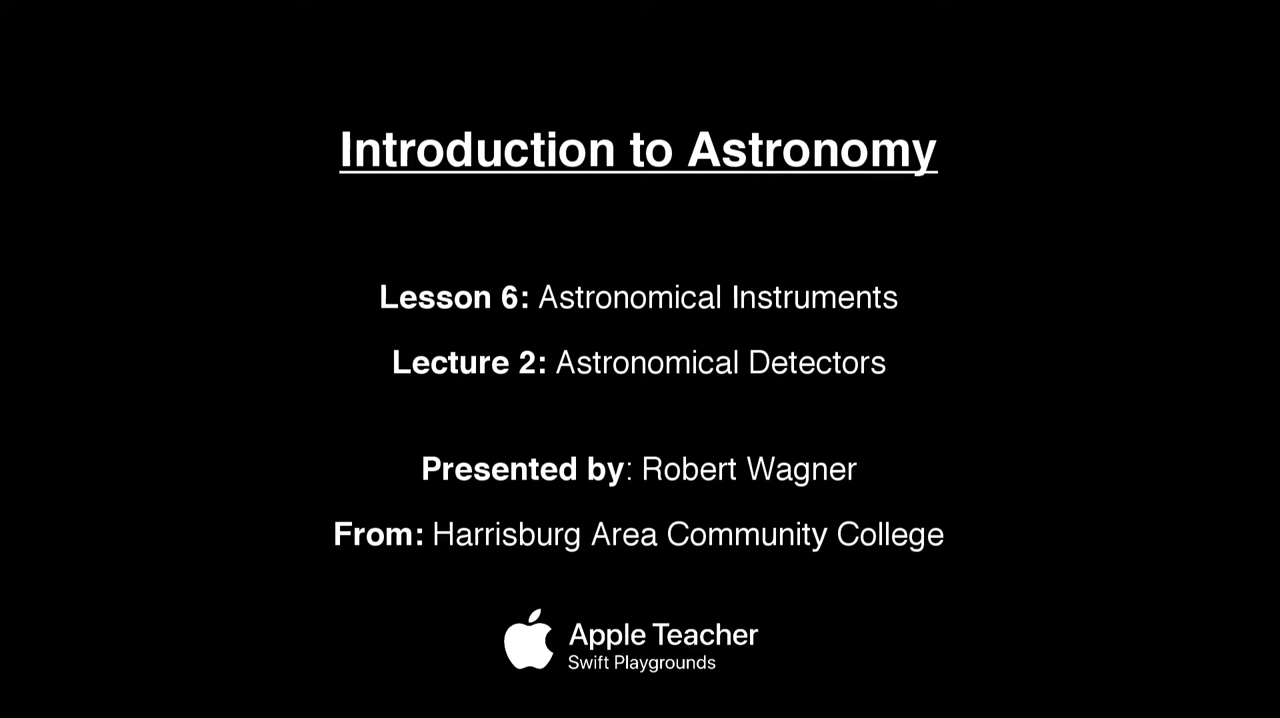 Introduction to Astronomy
Lesson 6: Astronomical Instruments
Lecture 2: Astronomical Detectors
Presented by: Robert Wagner
From: Harrisburg Area Community College
Apple Teacher
Swift Playgrounds